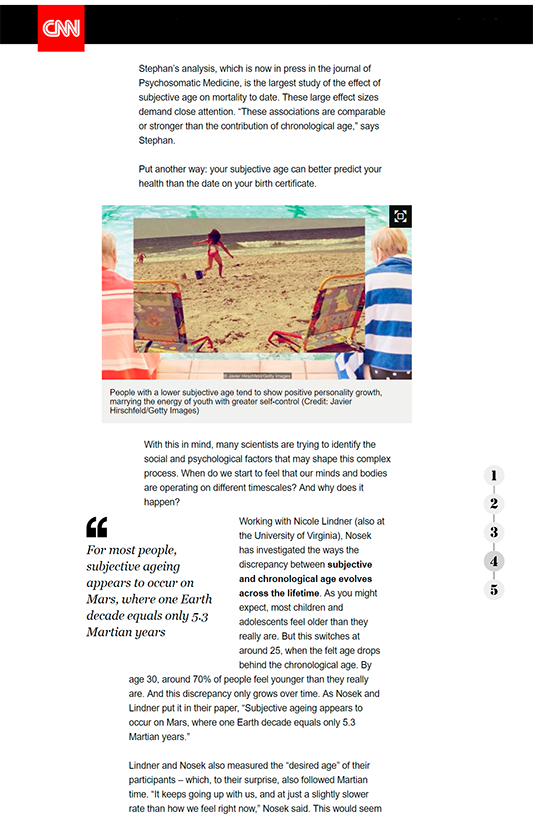 CNN
Stephan's analysis, which is now in press in the journal of
Psychosomatic Medicine, is the largest study of the effect of
subjective age on mortality to date. These large effect sizes
demand close attention. “These associations are comparable
or stronger than the contribution of chronological age,” says
Stephan.
Put another way: your subjective age can better predict your
health than the date on your birth certificate.
© Javier Hirschfeld/Getty Images
People with a lower subjective age tend to show positive personality growth,
marrying the energy of youth with greater self-control (Credit: Javier
Hirschfeld/Getty Images)
With this in mind, many scientists are trying to identify the
social and psychological factors that may shape this complex
process. When do we start to feel that our minds and bodies
are operating on different timescales? And why does it
happen?
“
For most people,
subjective ageing
appears to occur on
Mars, where one Earth
decade equals only 5.3
Martian years
Working with Nicole Lindner (also at
the University of Virginia), Nosek
has investigated the ways the
discrepancy between subjective
and chronological age evolves
across the lifetime. As you might
expect, most children and
adolescents feel older than they
really are. But this switches at
around 25, when the felt age drops
behind the chronological age. By
age 30, around 70% of people feel younger than they really
are. And this discrepancy only grows over time. As Nosek and
Lindner put it in their paper, “Subjective ageing appears to
occur on Mars, where one Earth decade equals only 5.3
Martian years.”
Lindner and Nosek also measured the “desired age” of their
participants – which, to their surprise, also followed Martian
time. “It keeps going up with us, and at just a slightly slower
rate than how we feel right now,” Nosek said. This would seem
1
2
3
4
5